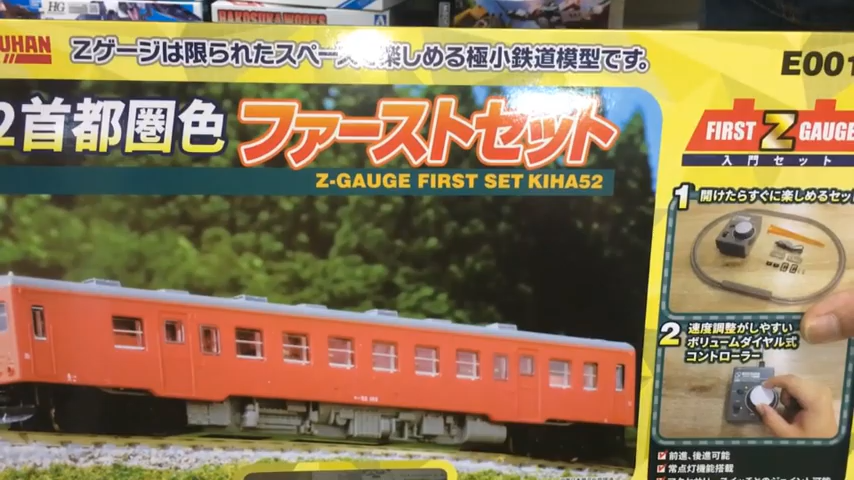 HG
HAKOSUKA WORKS
UHAN
Zゲージは限られたスペースで楽しめる極小鉄道模型です。
E001
2首都圏色 ファーストセット
Z-GAUGE FIRST SET KIHA52
FIRST Z GAUGE
入門セット
1 開けたらすぐに楽しめるセット
2 速度調整がしやすい
ボリュームダイヤル式
コントローラー
前進、後進可能
常点灯機能搭載